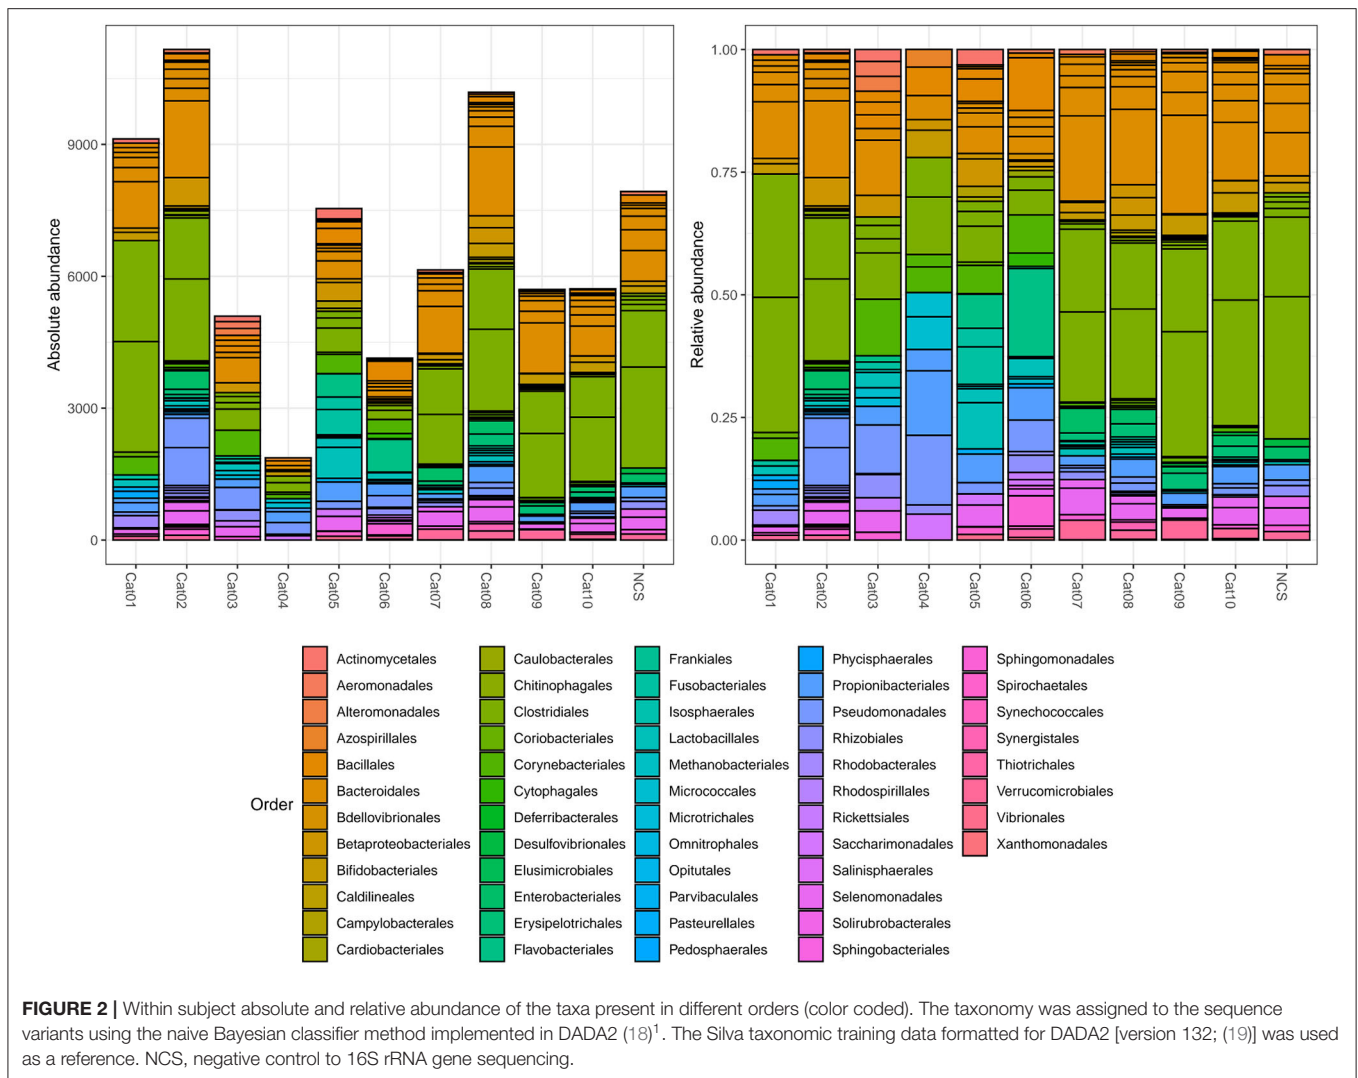 Absolute abundance
9000
6000
3000
0
Cat01
Cat02
Cat03
Cat04
Cat05
Cat06
Cat07
Cat08
Cat09
Cat10
NCS
Relative abundance
1.00
0.75
0.50
0.25
0.00
Cat01
Cat02
Cat03
Cat04
Cat05
Cat06
Cat07
Cat08
Cat09
Cat10
NCS
Order
Actinomycetales
Aeromonadales
Alteromonadales
Azospirillales
Bacillales
Bacteroidales
Bdellovibrionales
Betaproteobacteriales
Bifidobacteriales
Caldilineales
Campylobacterales
Cardiobacteriales
Caulobacterales
Chitinophagales
Clostridiales
Coriobacteriales
Corynebacteriales
Cytophagales
Deferribacterales
Desulfovibrionales
Elusimicrobiales
Enterobacteriales
Erysipelotrichales
Flavobacteriales
Frankiales
Fusobacteriales
Isosphaerales
Lactobacillales
Methanobacteriales
Micrococcales
Microtrichales
Omnitrophales
Opitutales
Parvibaculales
Pasteurellales
Pedosphaerales
Phycisphaerales
Propionibacteriales
Pseudomonadales
Rhizobiales
Rhodobacterales
Rhodospirillales
Rickettsiales
Saccharimonadales
Salinisphaerales
Selenomonadales
Solirubrobacterales
Sphingobacteriales
Sphingomonadales
Spirochaetales
Synechococcales
Synergistales
Thiotrichales
Verrucomicrobiales
Vibrionales
Xanthomonadales
FIGURE 2 | Within subject absolute and relative abundance of the taxa present in different orders (color coded). The taxonomy was assigned to the sequence
variants using the naive Bayesian classifier method implemented in DADA2 (18)¹. The Silva taxonomic training data formatted for DADA2 [version 132; (19)] was used
as a reference. NCS, negative control to 16S rRNA gene sequencing.